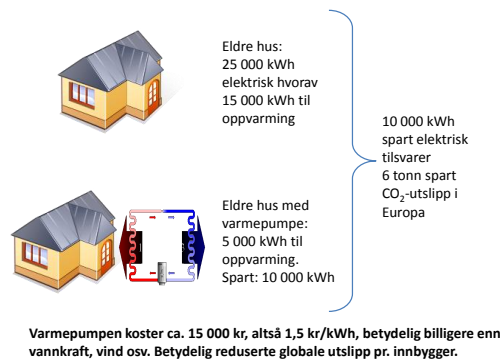 Eldre hus:
25 000 kWh
elektrisk hvorav
15 000 kWh til
oppvarming
10 000 kWh
spart elektrisk
tilsvarer
6 tonn spart
CO₂-utslipp i
Europa
Eldre hus med
varmepumpe:
5 000 kWh til
oppvarming.
Spart: 10 000 kWh
Varmepumpen koster ca. 15 000 kr, altså 1,5 kr/kWh, betydelig billigere enn
vannkraft, vind osv. Betydelig reduserte globale utslipp pr. innbygger.